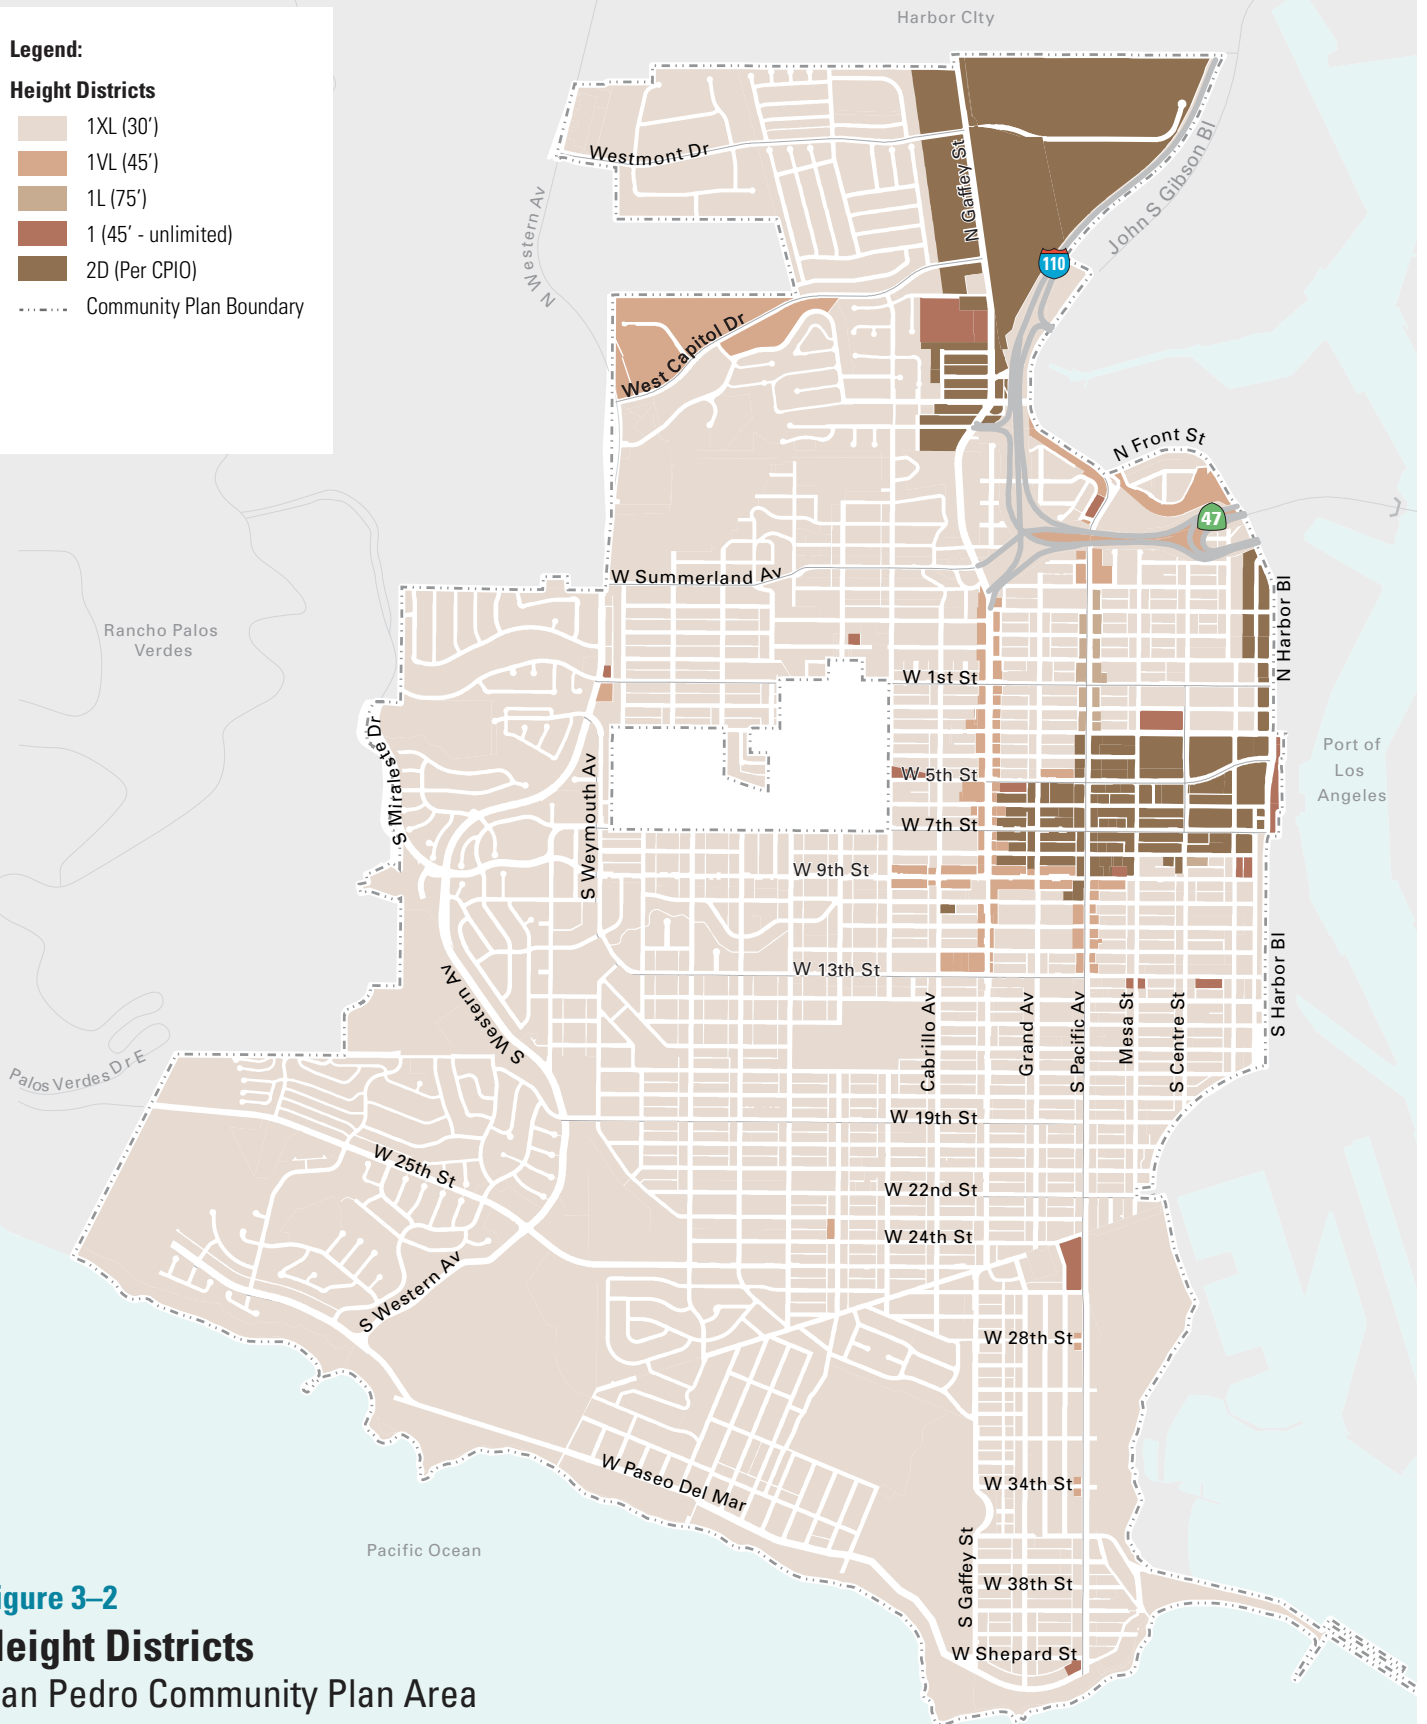 Harbor CIty
Legend:
Height Districts
1XL (30’)
1VL (45’)
1L (75’)
1 (45’ - unlimited)
2D (Per CPIO)
Community Plan Boundary
Westmont Dr
N Gaffey St
John S Gibson Bl
N Western Av
110
West Capitol Dr
N Front St
47
W Summerland Av
N Harbor Bl
Rancho Palos
Verdes
W 1st St
S Miraleste Dr
Port of
Los
Angeles
S Weymouth Av
W 5th St
W 7th St
W 9th St
W 13th St
S Western Av
S Harbor Bl
Cabrillo Av
Grand Av
S Pacific Av
Mesa St
S Centre St
Palos Verdes Dr E
W 19th St
W 25th St
W 22nd St
W 24th St
S Western Av
W 28th St
W Paseo Del Mar
W 34th St
Pacific Ocean
S Gaffey St
W 38th St
W Shepard St
igure 3–2
eight Districts
an Pedro Community Plan Area